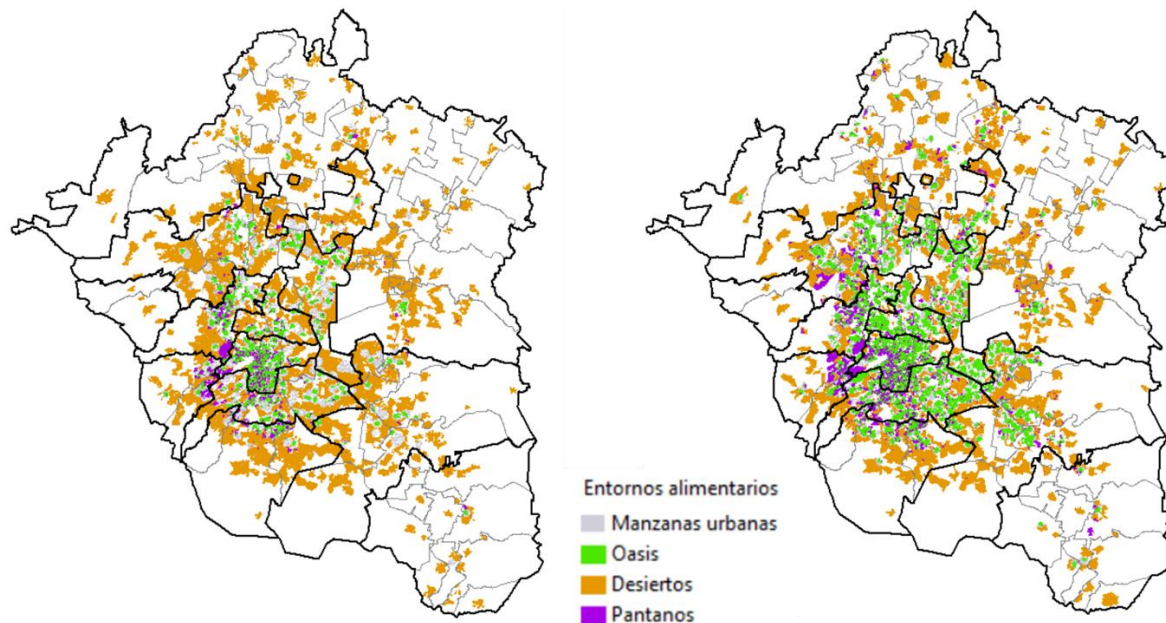 Entornos alimentarios
Manzanas urbanas
Oasis
Desiertos
Pantanos